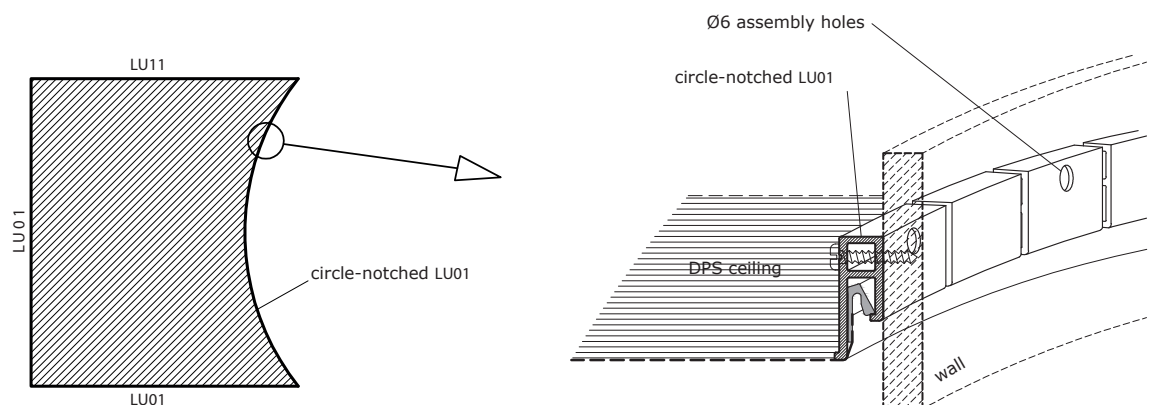 LU11
LU01
circle-notched LU01
LU01
Ø6 assembly holes
circle-notched LU01
DPS ceiling
wall